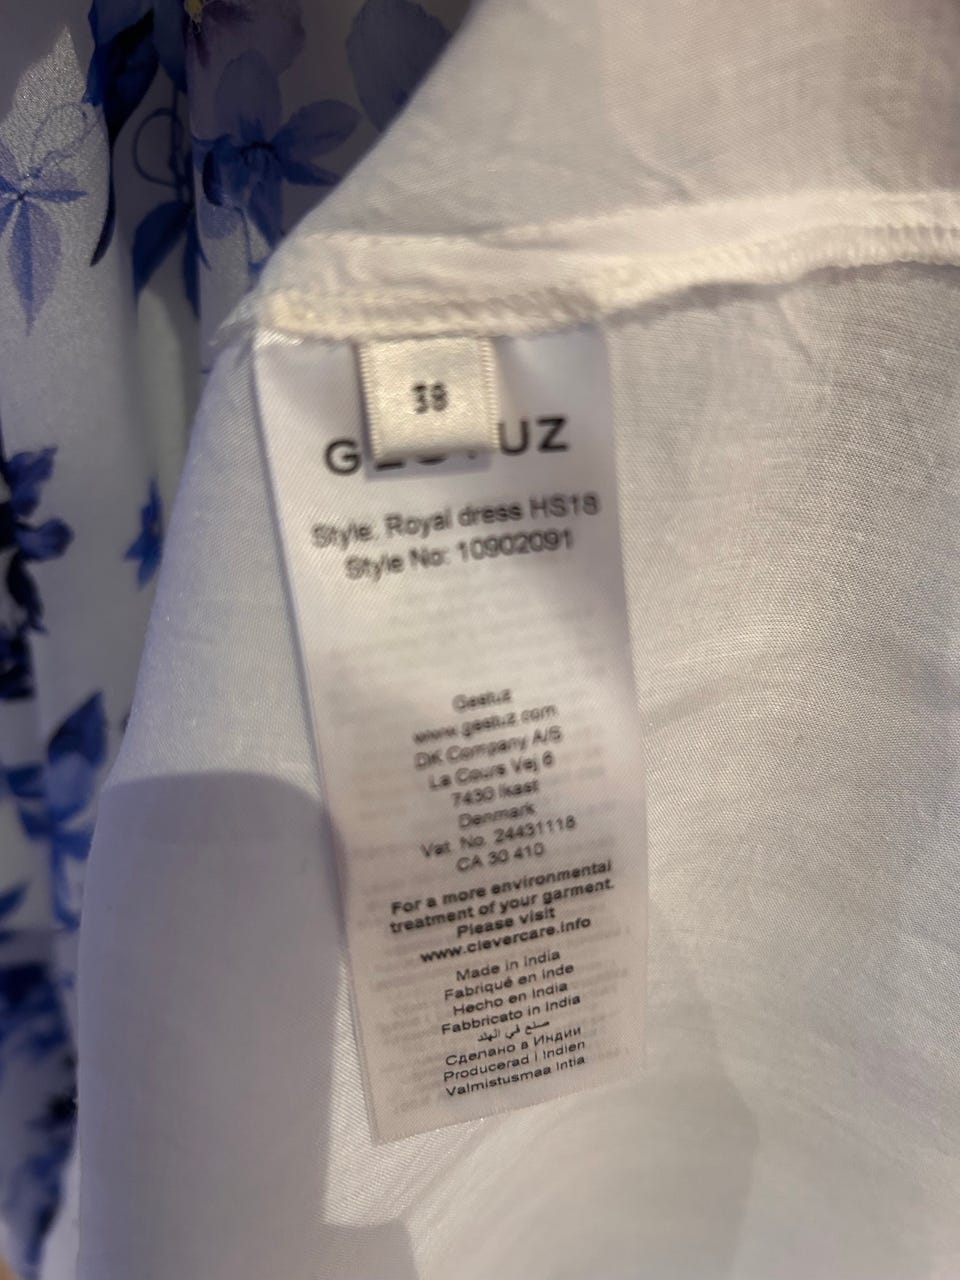 38
GESTUZ
Style: Royal dress HS18
Style No: 10902091
Gestuz
www.gestuz.com
DK Company A/S
La Cours Vej 6
7430 Ikast
Denmark
Vat. No. 24431118
CA 30 410
For a more environmental
treatment of your garment.
Please visit
www.clevercare.info
Made in India
Fabriqué en Inde
Hecho en India
Fabbricato in India
صنع في الهند
Сделано в Индии
Producerad i Indien
Valmistusmaa Intia